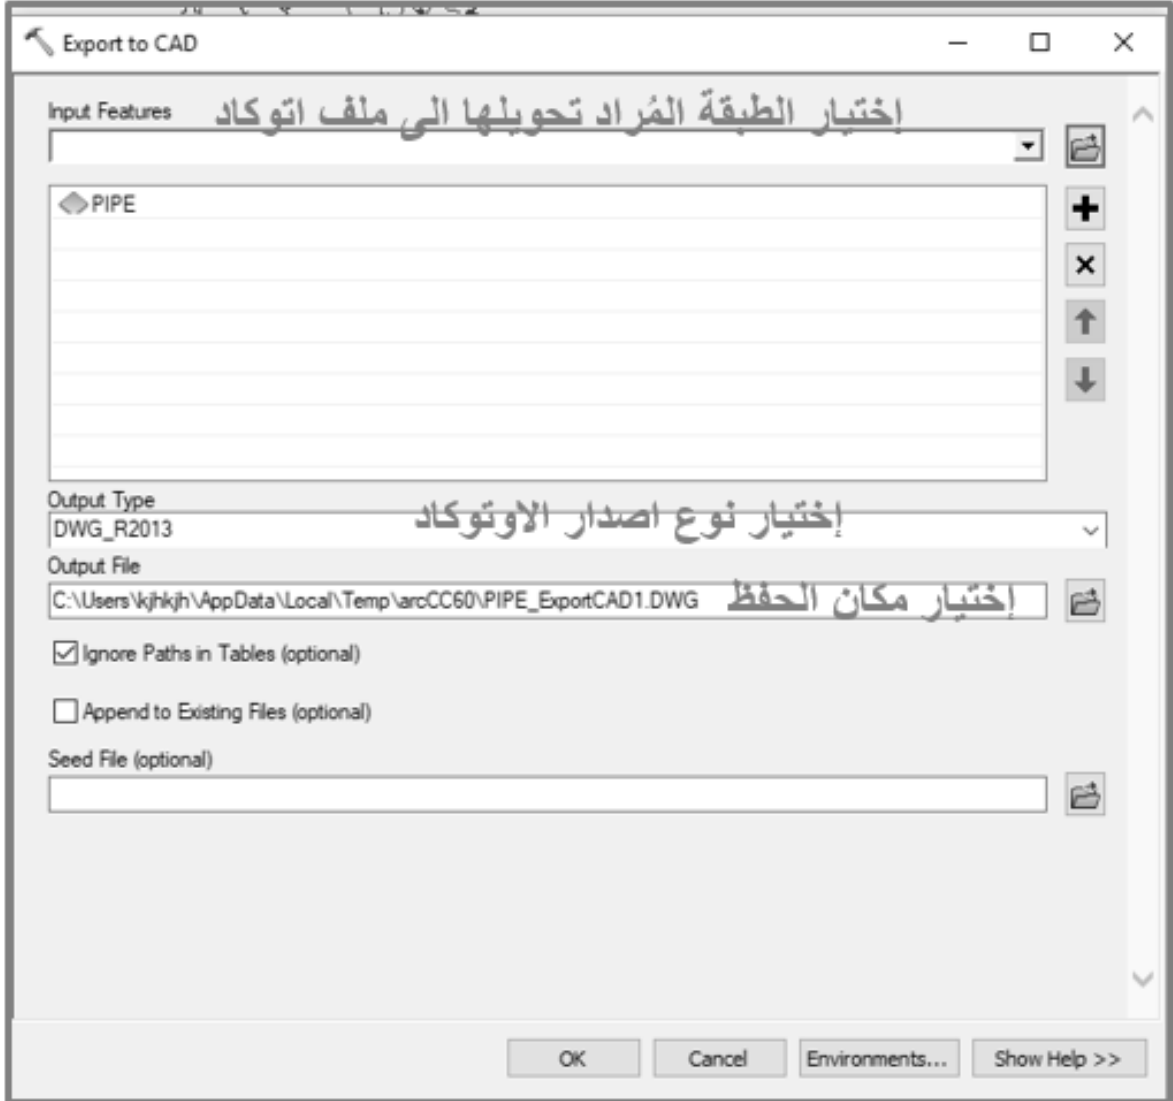 Export to CAD
Input Features
إختيار الطبقة المُراد تحويلها الى ملف اتوكاد
PIPE
Output Type
إختيار نوع اصدار الاوتوكاد
DWG_R2013
Output File
C:\Users\kjhkjh\AppData\Local\Temp\arcCC60\PIPE_ExportCAD1.DWG
إختيار مكان الحفظ
Ignore Paths in Tables (optional)
Append to Existing Files (optional)
Seed File (optional)
OK Cancel Environments... Show Help >>